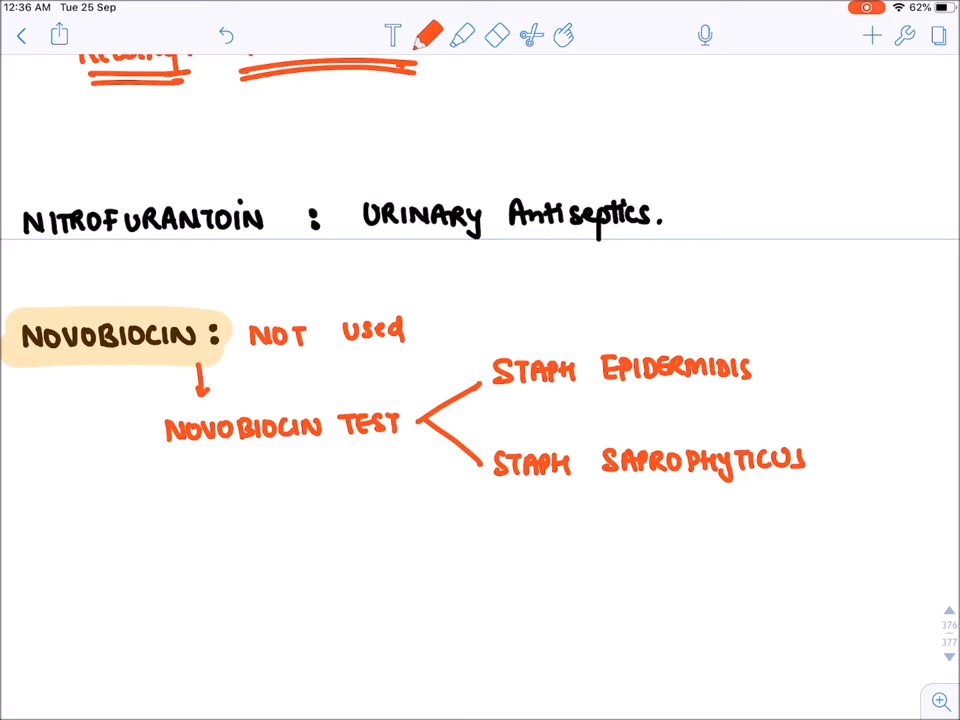 12:36 AM Tue 25 Sep
62%
NITROFURANTOIN : URINARY Antiseptics.
NOVOBIOCIN : NOT used
STAPH EPIDERMIDIS
NOVOBIOCIN TEST
STAPH SAPROPHYTICUS
376
377